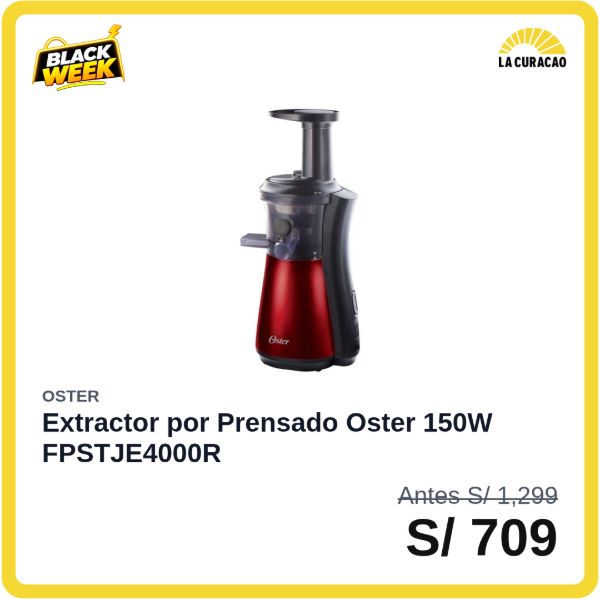 BLACK
WEEK
LA CURACAO
Oster
OSTER
Extractor por Prensado Oster 150W
FPSTJE4000R
Antes S/ 1,299
S/ 709